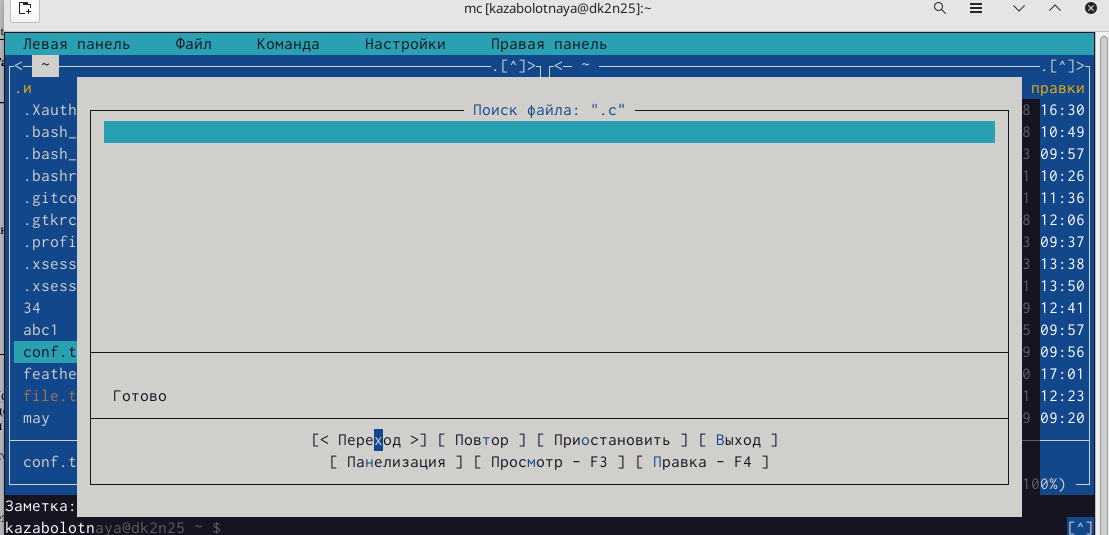 mc [kazabolotnaya@dk2n25]:~
Левая панель Файл Команда Настройки Правая панель
<— ~ .[^]> <— ~ .[^]>
.и правки
.Xauth 8 16:30
.bash_ 8 10:49
.bash_ 3 09:57
.bashr 1 10:26
.gitco 1 11:36
.gtkrc 8 12:06
.profi 3 09:37
.xsess 3 13:38
.xsess 1 13:50
34 9 12:41
abc1 5 09:57
conf.t 9 09:56
feathe 0 17:01
file.t 1 12:23
may 9 09:20
conf.t 100%)
Поиск файла: ".c"
Готово
[< Переход >] [ Повтор ] [ Приостановить ] [ Выход ]
[ Панелизация ] [ Просмотр - F3 ] [ Правка - F4 ]
Заметка:
kazabolotnaya@dk2n25 ~ $ [^]